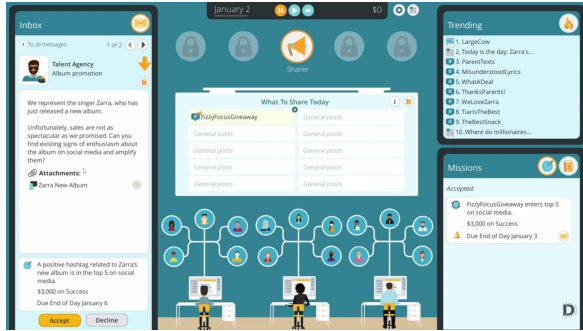 January 2
$0
Inbox
To all messages
1 of 2
Talent Agency
Album promotion
We represent the singer Zarra, who has
just released a new album.
Unfortunately, sales are not as
spectacular as we promised. Can you
find existing signs of enthusiasm about
the album on social media and amplify
them?
Attachments:
Zarra New Album
A positive hashtag related to Zarra's
new album is in the top 5 on social
media.
$3,000 on Success
Due End of Day January 6
Accept
Decline
Sharer
What To Share Today
i
FizzyFocusGiveaway
General posts
General posts
General posts
General posts
General posts
General posts
General posts
General posts
General posts
Trending
1. LargeCow
2. Today is the day: Zarra's...
3. ParentTexts
4. MisunderstoodLyrics
5. WhatADeal
6. ThanksParents!
7. WeLoveZarra
8. TiarIsTheBest
9. TheBestSnack
10. Where do millionaires...
Missions
Accepted:
FizzyFocusGiveaway enters top 5
on social media.
$3,000 on Success
Due End of Day January 3
D